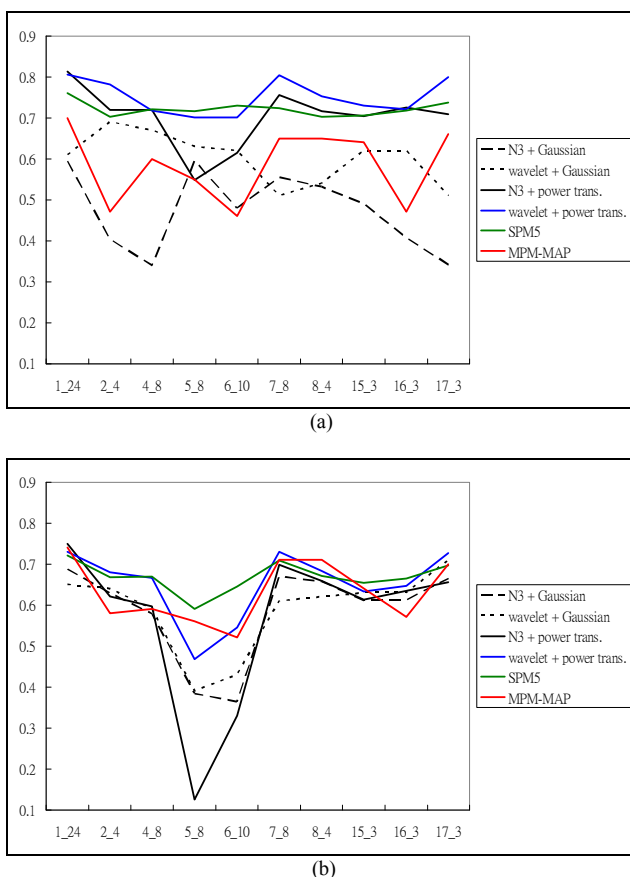 0.9
0.8
0.7
0.6
0.5
0.4
0.3
0.2
0.1
1_24 2_4 4_8 5_8 6_10 7_8 8_4 15_3 16_3 17_3
N3 + Gaussian
wavelet + Gaussian
N3 + power trans.
wavelet + power trans.
SPM5
MPM-MAP
(a)
0.9
0.8
0.7
0.6
0.5
0.4
0.3
0.2
0.1
1_24 2_4 4_8 5_8 6_10 7_8 8_4 15_3 16_3 17_3
N3 + Gaussian
wavelet + Gaussian
N3 + power trans.
wavelet + power trans.
SPM5
MPM-MAP
(b)